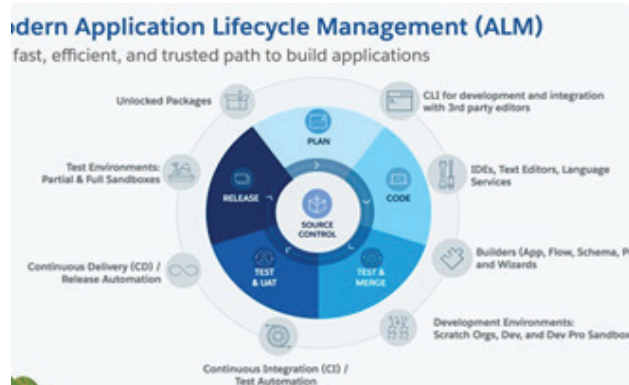 odern Application Lifecycle Management (ALM)
fast, efficient, and trusted path to build applications
Unlocked Packages
CLI for development and integration
with 3rd party editors
PLAN
Test Environments:
Partial & Full Sandboxes
RELEASE
CODE
IDEs, Text Editors, Language
Services
SOURCE
CONTROL
Continuous Delivery (CD) /
Release Automation
TEST
& UAT
TEST &
MERGE
Builders (App, Flow, Schema, P
and Wizards
Development Environments:
Scratch Orgs, Dev, and Dev Pro Sandbox
Continuous Integration (CI) /
Test Automation